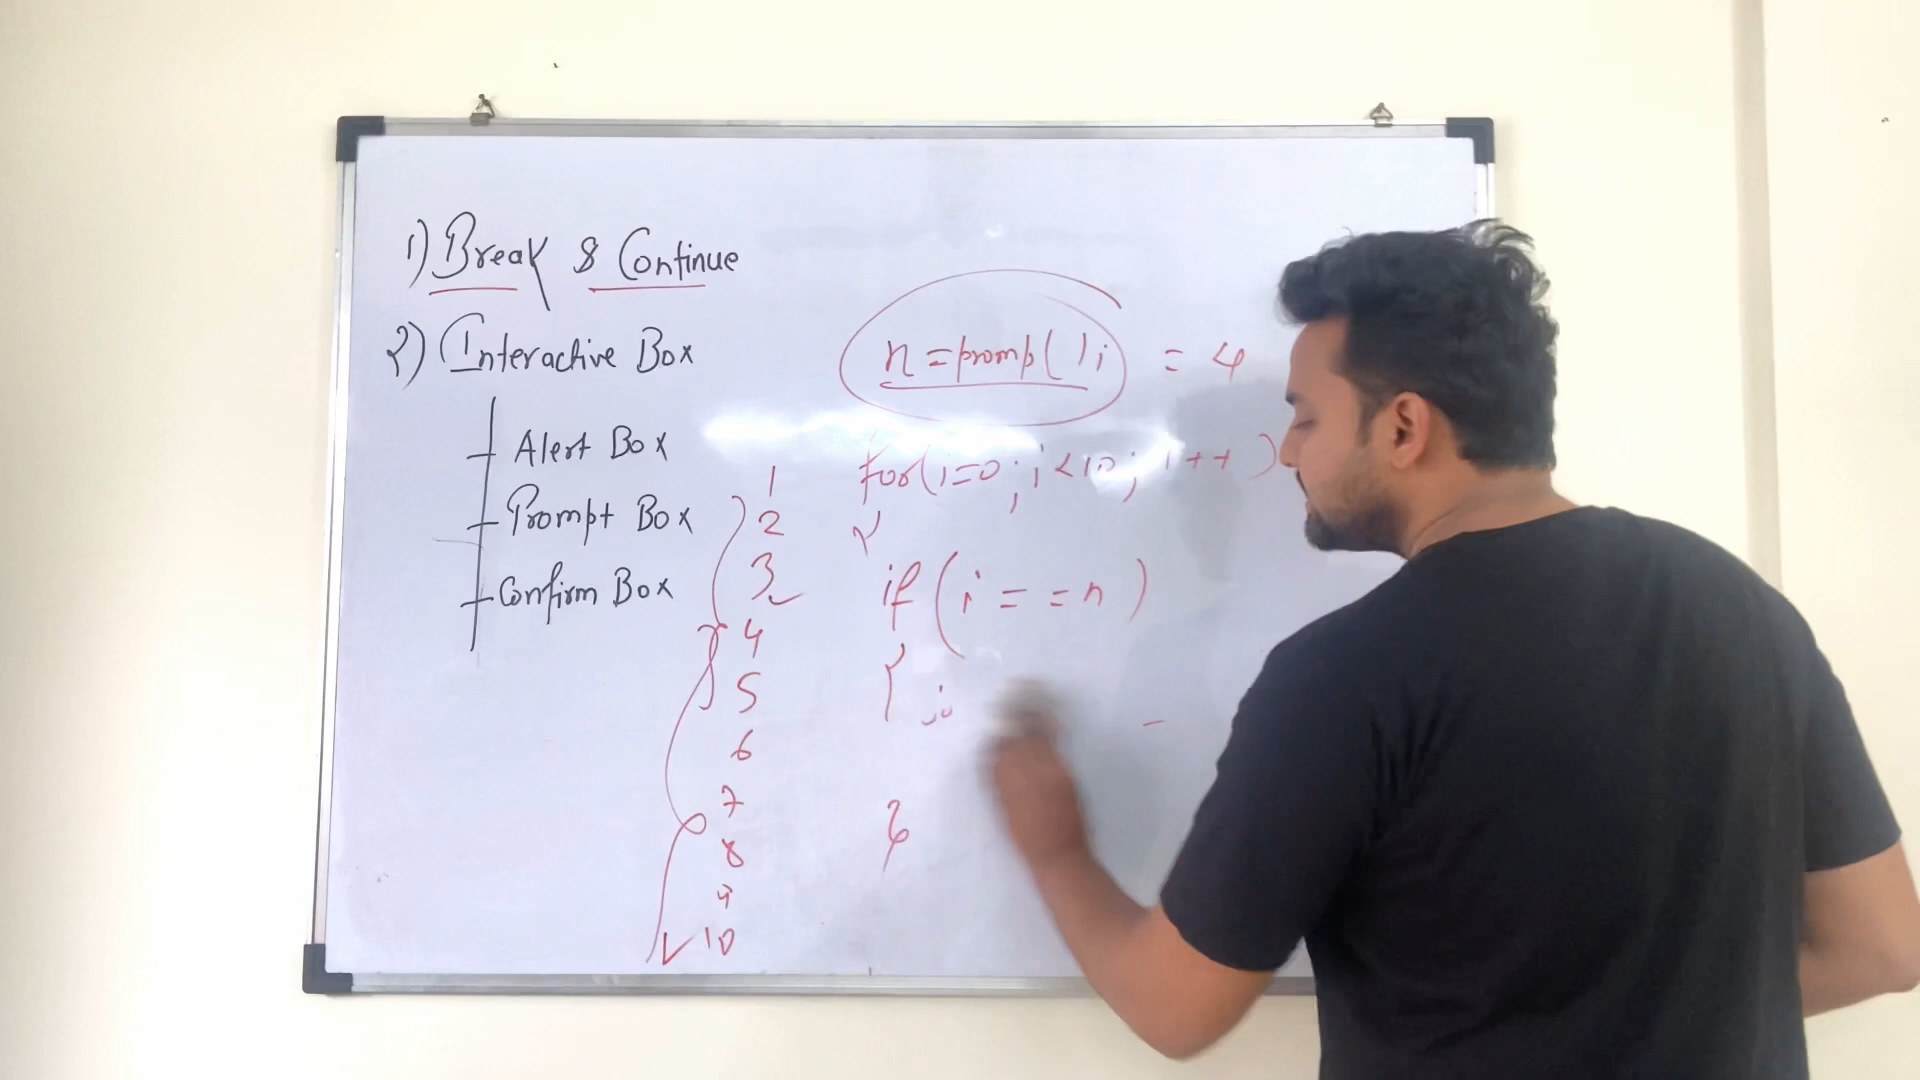 1) Break & Continue
2) Interactive Box
Alert Box
Prompt Box
Confirm Box
n = promp( ); = 4
for(i=0; i<10; i++)
{
if(i==n)
{
}
1
2
3
4
5
6
7
8
9
10